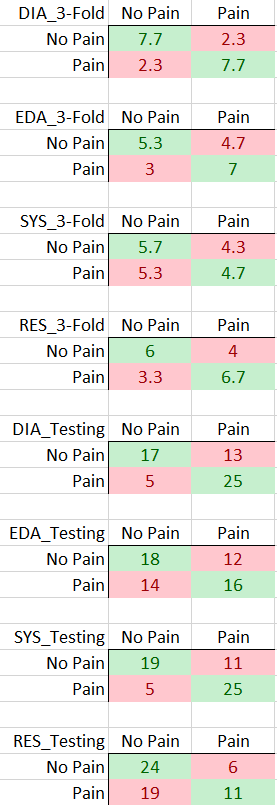 DIA_3-Fold No Pain Pain
No Pain 7.7 2.3
Pain 2.3 7.7
EDA_3-Fold No Pain Pain
No Pain 5.3 4.7
Pain 3 7
SYS_3-Fold No Pain Pain
No Pain 5.7 4.3
Pain 5.3 4.7
RES_3-Fold No Pain Pain
No Pain 6 4
Pain 3.3 6.7
DIA_Testing No Pain Pain
No Pain 17 13
Pain 5 25
EDA_Testing No Pain Pain
No Pain 18 12
Pain 14 16
SYS_Testing No Pain Pain
No Pain 19 11
Pain 5 25
RES_Testing No Pain Pain
No Pain 24 6
Pain 19 11